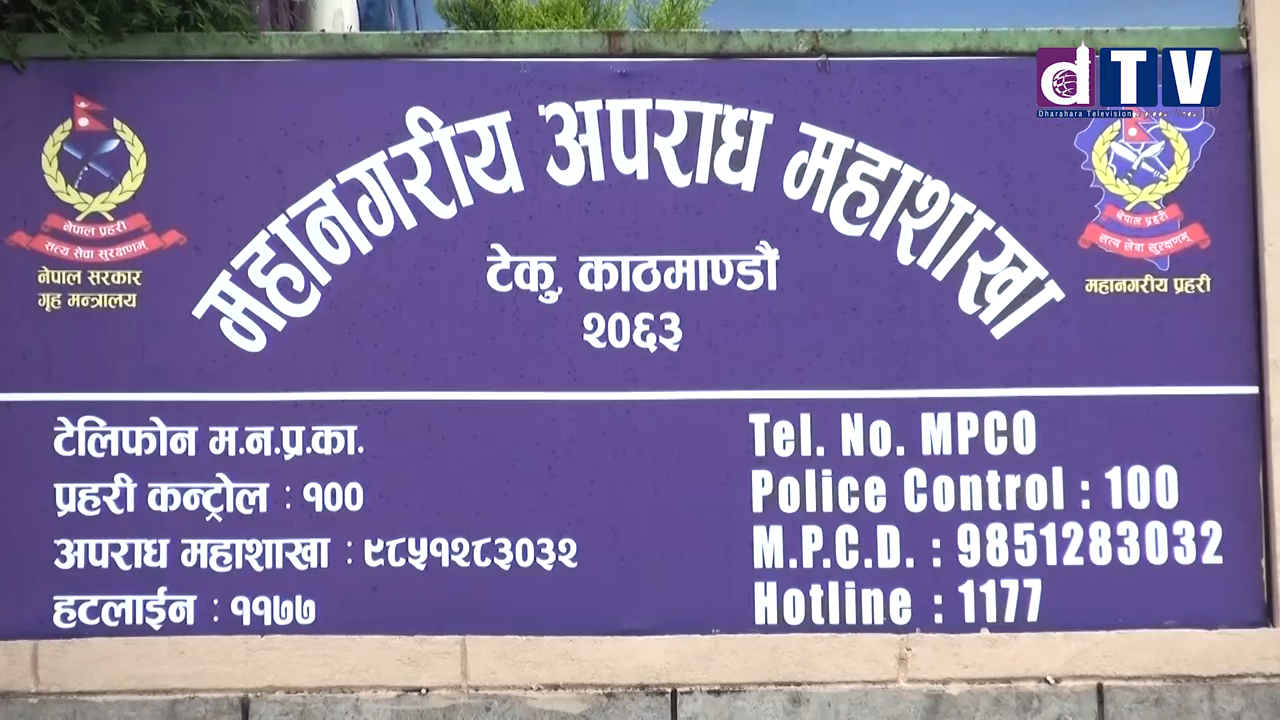 dTV
Dharahara Television
महानगरीय अपराध महाशाखा
टेकु, काठमाण्डौं
२०६३
नेपाल प्रहरी
सत्य सेवा सुरक्षणम्
नेपाल सरकार
गृह मन्त्रालय
नेपाल प्रहरी
सत्य सेवा सुरक्षणम्
महानगरीय प्रहरी
टेलिफोन म.न.प्र.का.
प्रहरी कन्ट्रोल : १००
अपराध महाशाखा : ९८५१२८३०३२
हटलाईन : ११७७
Tel. No. MPCO
Police Control : 100
M.P.C.D. : 9851283032
Hotline : 1177